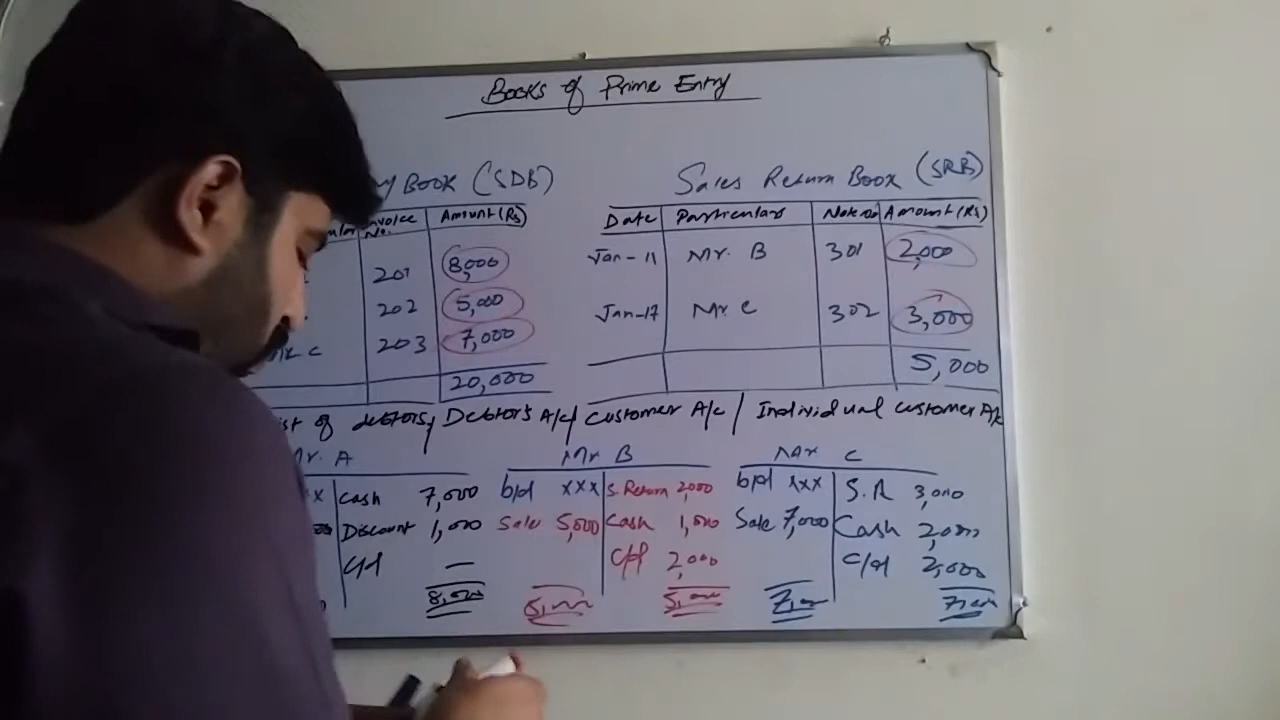 Books of Prime Entry
y BOOK (SDB)
Invoice No. Amount (Rs)
201 8,000
202 5,000
Mr. C 203 7,000
20,000
Sales Return Book (SRB)
Date Particulars Note No Amount (Rs)
Jan-11 Mr. B 301 2,000
Jan-17 Mr. C 302 3,000
5,000
ist of debtors/ Debtors A/c/ customer A/c / Individual customer A/c
Mr. A
x Cash 7,000
Discount 1,000
c/d —
8,000
Mr B
b/d xxx S.Return 2,000
Sale 5,000 Cash 1,000
c/d 2,000
5,000 5,000
Mr C
b/d xxx S.R 3,000
Sale 7,000 Cash 2,000
c/d 2,000
7,000 7,000